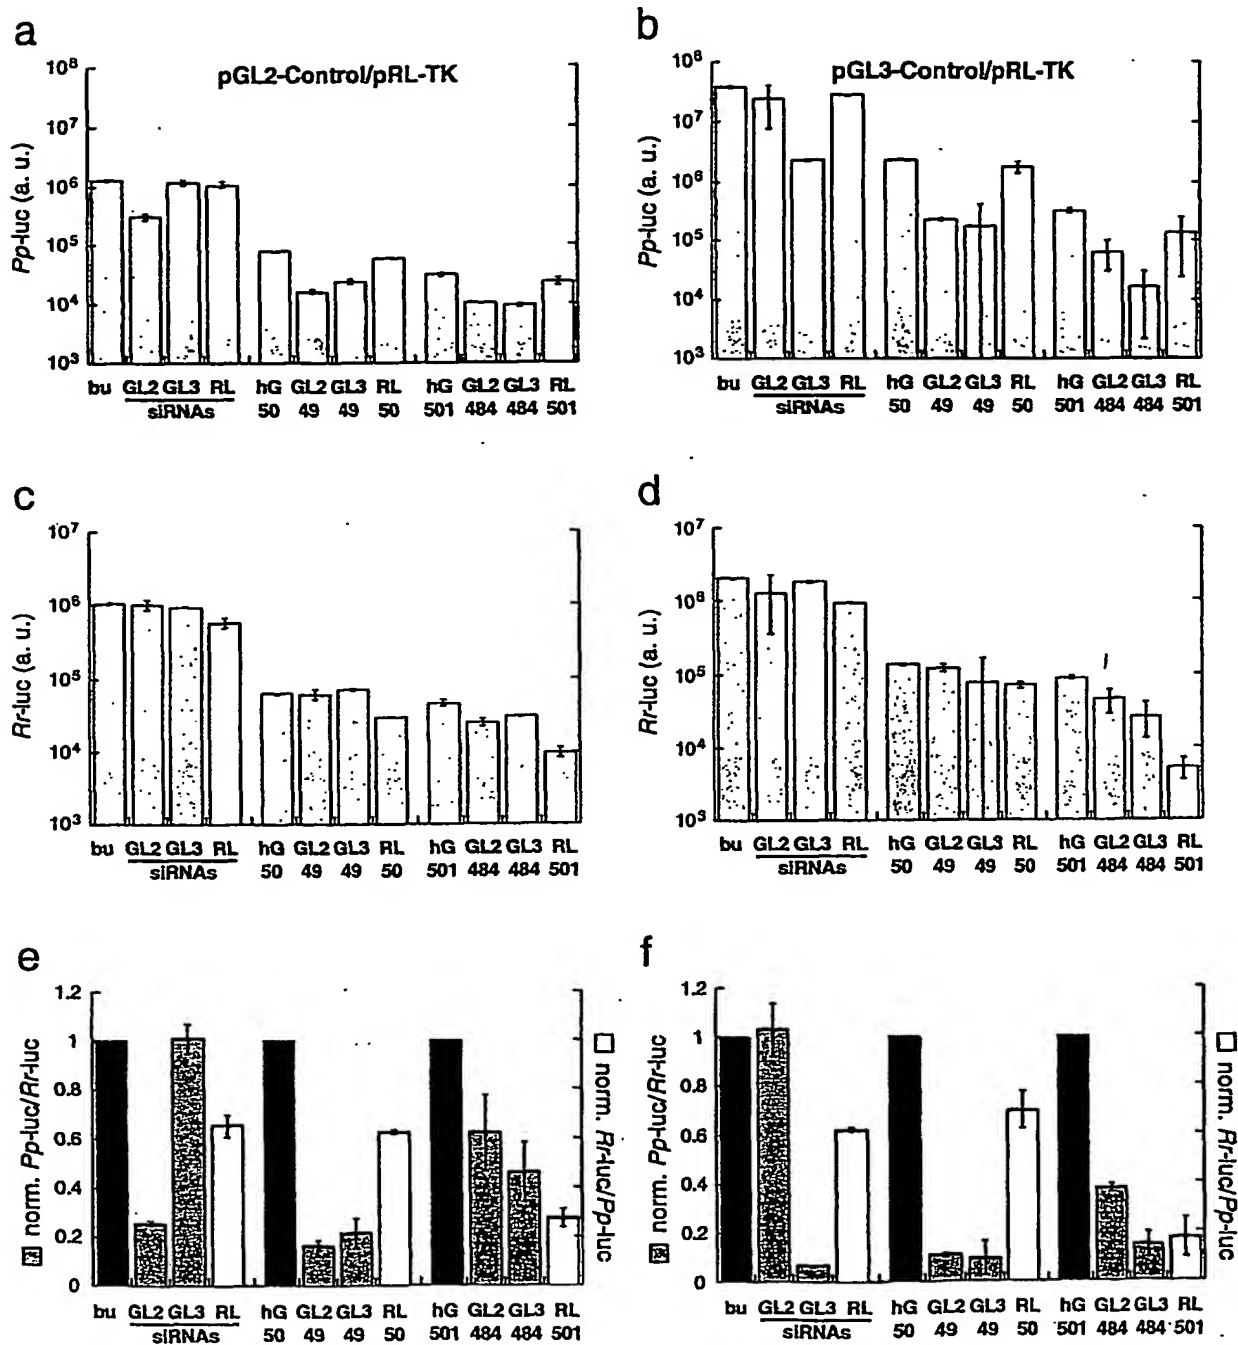 a
pGL2-Control/pRL-TK
Pp-luc (a. u.)
10⁸
10⁷
10⁶
10⁵
10⁴
10³
bu GL2 GL3 RL hG GL2 GL3 RL hG GL2 GL3 RL
siRNAs 50 49 49 50 501 484 484 501
b
pGL3-Control/pRL-TK
Pp-luc (a. u.)
10⁸
10⁷
10⁶
10⁵
10⁴
10³
bu GL2 GL3 RL hG GL2 GL3 RL hG GL2 GL3 RL
siRNAs 50 49 49 50 501 484 484 501
c
Rr-luc (a. u.)
10⁷
10⁶
10⁵
10⁴
10³
bu GL2 GL3 RL hG GL2 GL3 RL hG GL2 GL3 RL
siRNAs 50 49 49 50 501 484 484 501
d
Rr-luc (a. u.)
10⁷
10⁶
10⁵
10⁴
10³
bu GL2 GL3 RL hG GL2 GL3 RL hG GL2 GL3 RL
siRNAs 50 49 49 50 501 484 484 501
e
norm. Pp-luc/Rr-luc
1.2
1
0.8
0.6
0.4
0.2
0
norm. Rr-luc/Pp-luc
bu GL2 GL3 RL hG GL2 GL3 RL hG GL2 GL3 RL
siRNAs 50 49 49 50 501 484 484 501
f
norm. Pp-luc/Rr-luc
1.2
1
0.8
0.6
0.4
0.2
0
norm. Rr-luc/Pp-luc
bu GL2 GL3 RL hG GL2 GL3 RL hG GL2 GL3 RL
siRNAs 50 49 49 50 501 484 484 501